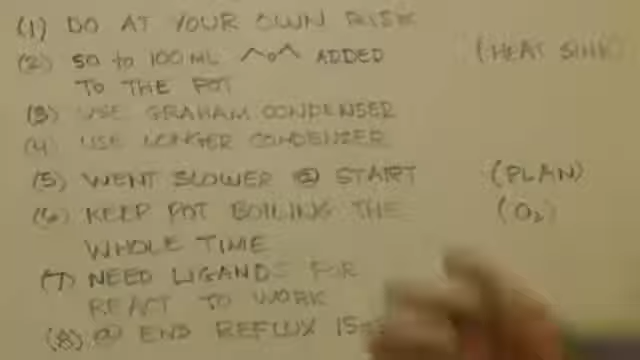 (1) DO AT YOUR OWN RISK
(2) 50 to 100 ML ^o^ ADDED (HEAT SINK)
TO THE POT
(3) USE GRAHAM CONDENSER
(4) USE LONGER CONDENSER
(5) WENT SLOWER @ START (PLAN)
(6) KEEP POT BOILING THE (O₂)
WHOLE TIME
(7) NEED LIGANDS FOR
REACT TO WORK
(8) @ END REFLUX 15